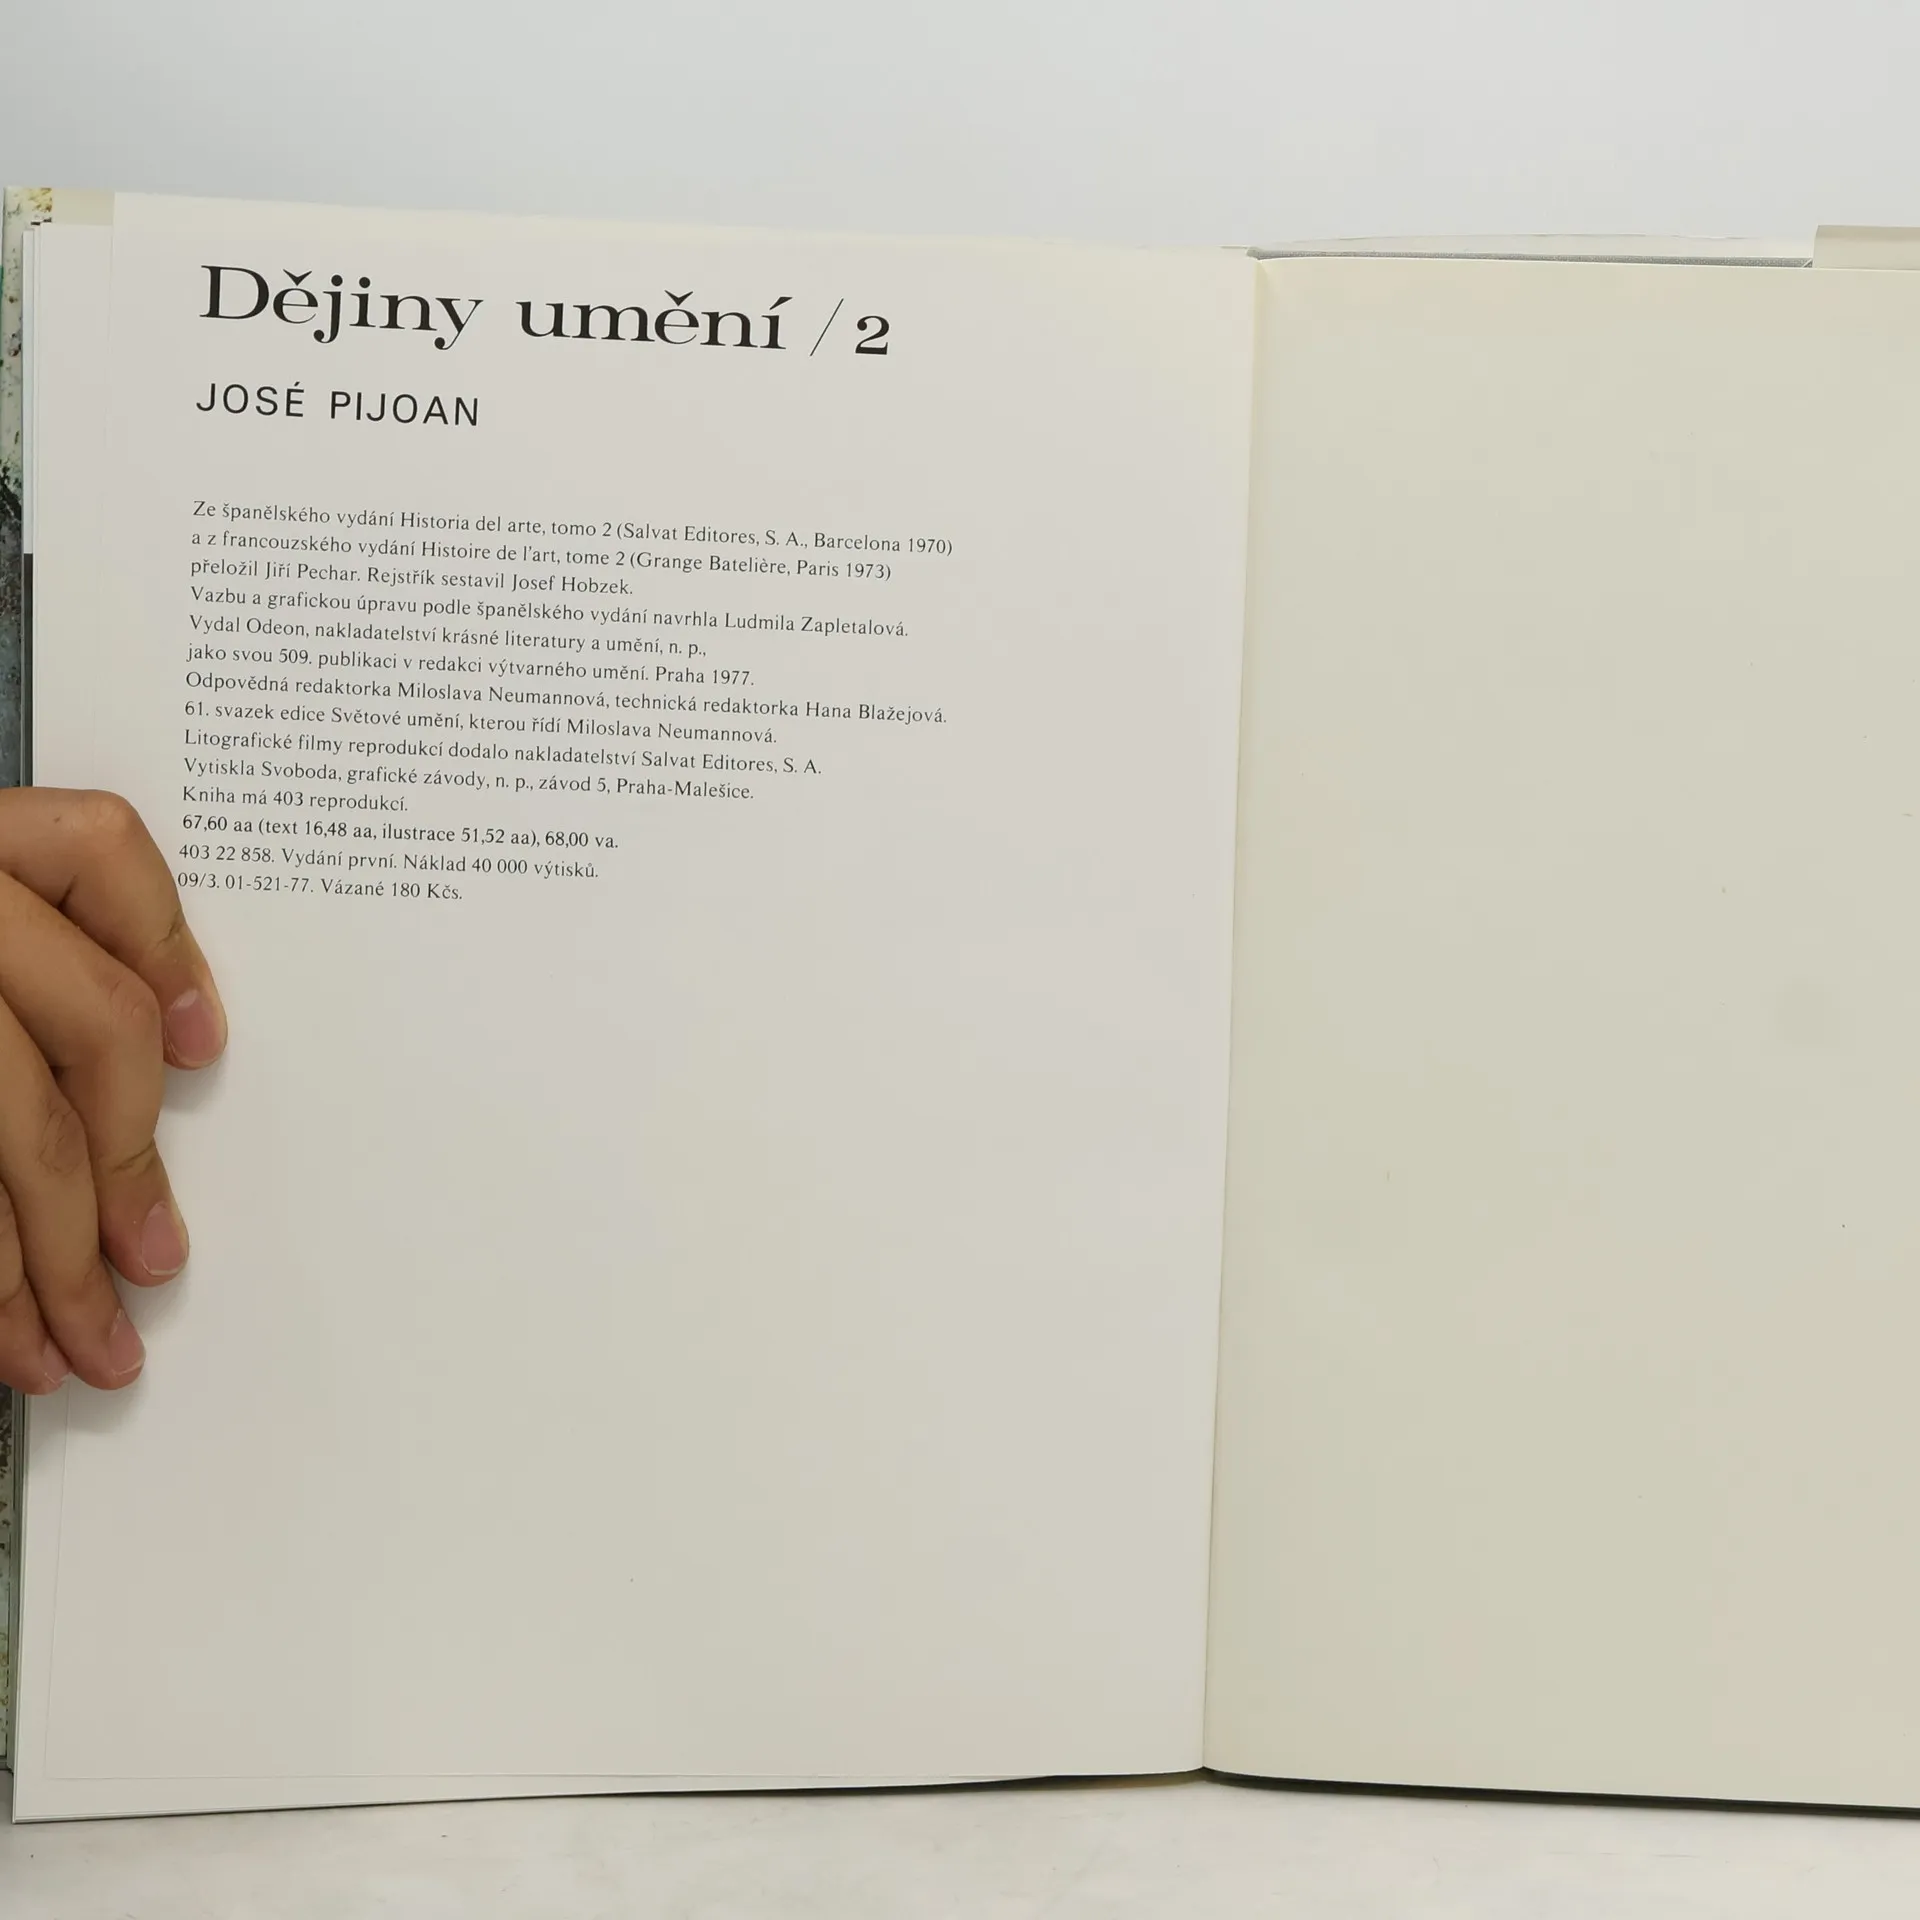 Dějiny umění / 2
JOSÉ PIJOAN
Ze španělského vydání Historia del arte, tomo 2 (Salvat Editores, S. A., Barcelona 1970)
a z francouzského vydání Histoire de l'art, tome 2 (Grange Batelière, Paris 1973)
přeložil Jiří Pechar. Rejstřík sestavil Josef Hobzek.
Vazbu a grafickou úpravu podle španělského vydání navrhla Ludmila Zapletalová.
Vydal Odeon, nakladatelství krásné literatury a umění, n. p.,
jako svou 509. publikaci v redakci výtvarného umění. Praha 1977.
Odpovědná redaktorka Miloslava Neumannová, technická redaktorka Hana Blažejová.
61. svazek edice Světové umění, kterou řídí Miloslava Neumannová.
Litografické filmy reprodukcí dodalo nakladatelství Salvat Editores, S. A.
Vytiskla Svoboda, grafické závody, n. p., závod 5, Praha-Malešice.
Kniha má 403 reprodukcí.
67,60 aa (text 16,48 aa, ilustrace 51,52 aa), 68,00 va.
403 22 858. Vydání první. Náklad 40 000 výtisků.
09/3. 01-521-77. Vázané 180 Kčs.